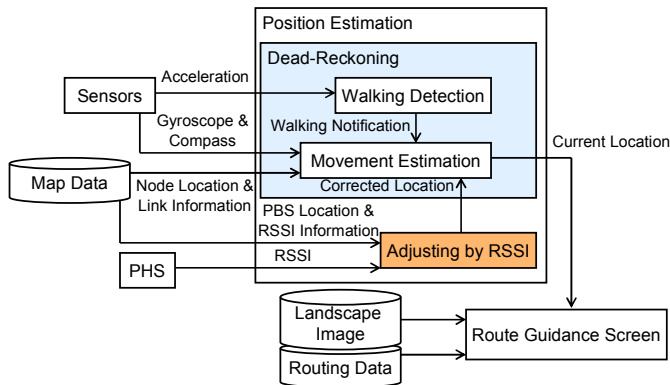 Position Estimation
Dead-Reckoning
Acceleration
Sensors
Walking Detection
Gyroscope &
Compass
Walking Notification
Current Location
Movement Estimation
Map Data
Node Location &
Link Information
Corrected Location
PBS Location &
RSSI Information
Adjusting by RSSI
RSSI
PHS
Landscape
Image
Route Guidance Screen
Routing Data